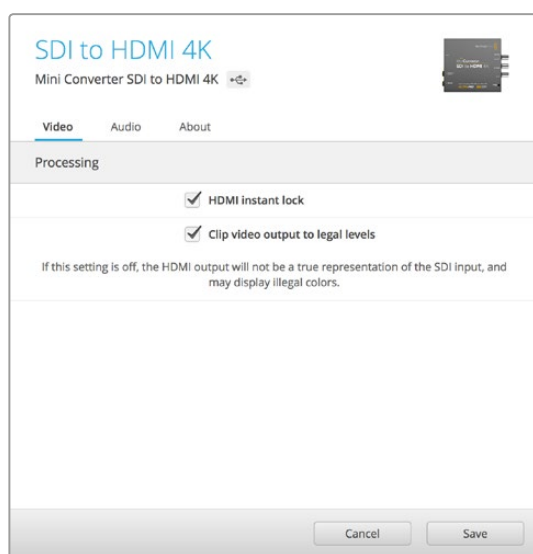 SDI to HDMI 4K
Mini Converter SDI to HDMI 4K
Video Audio About
Processing
HDMI instant lock
Clip video output to legal levels
If this setting is off, the HDMI output will not be a true representation of the SDI input, and
may display illegal colors.
Cancel Save